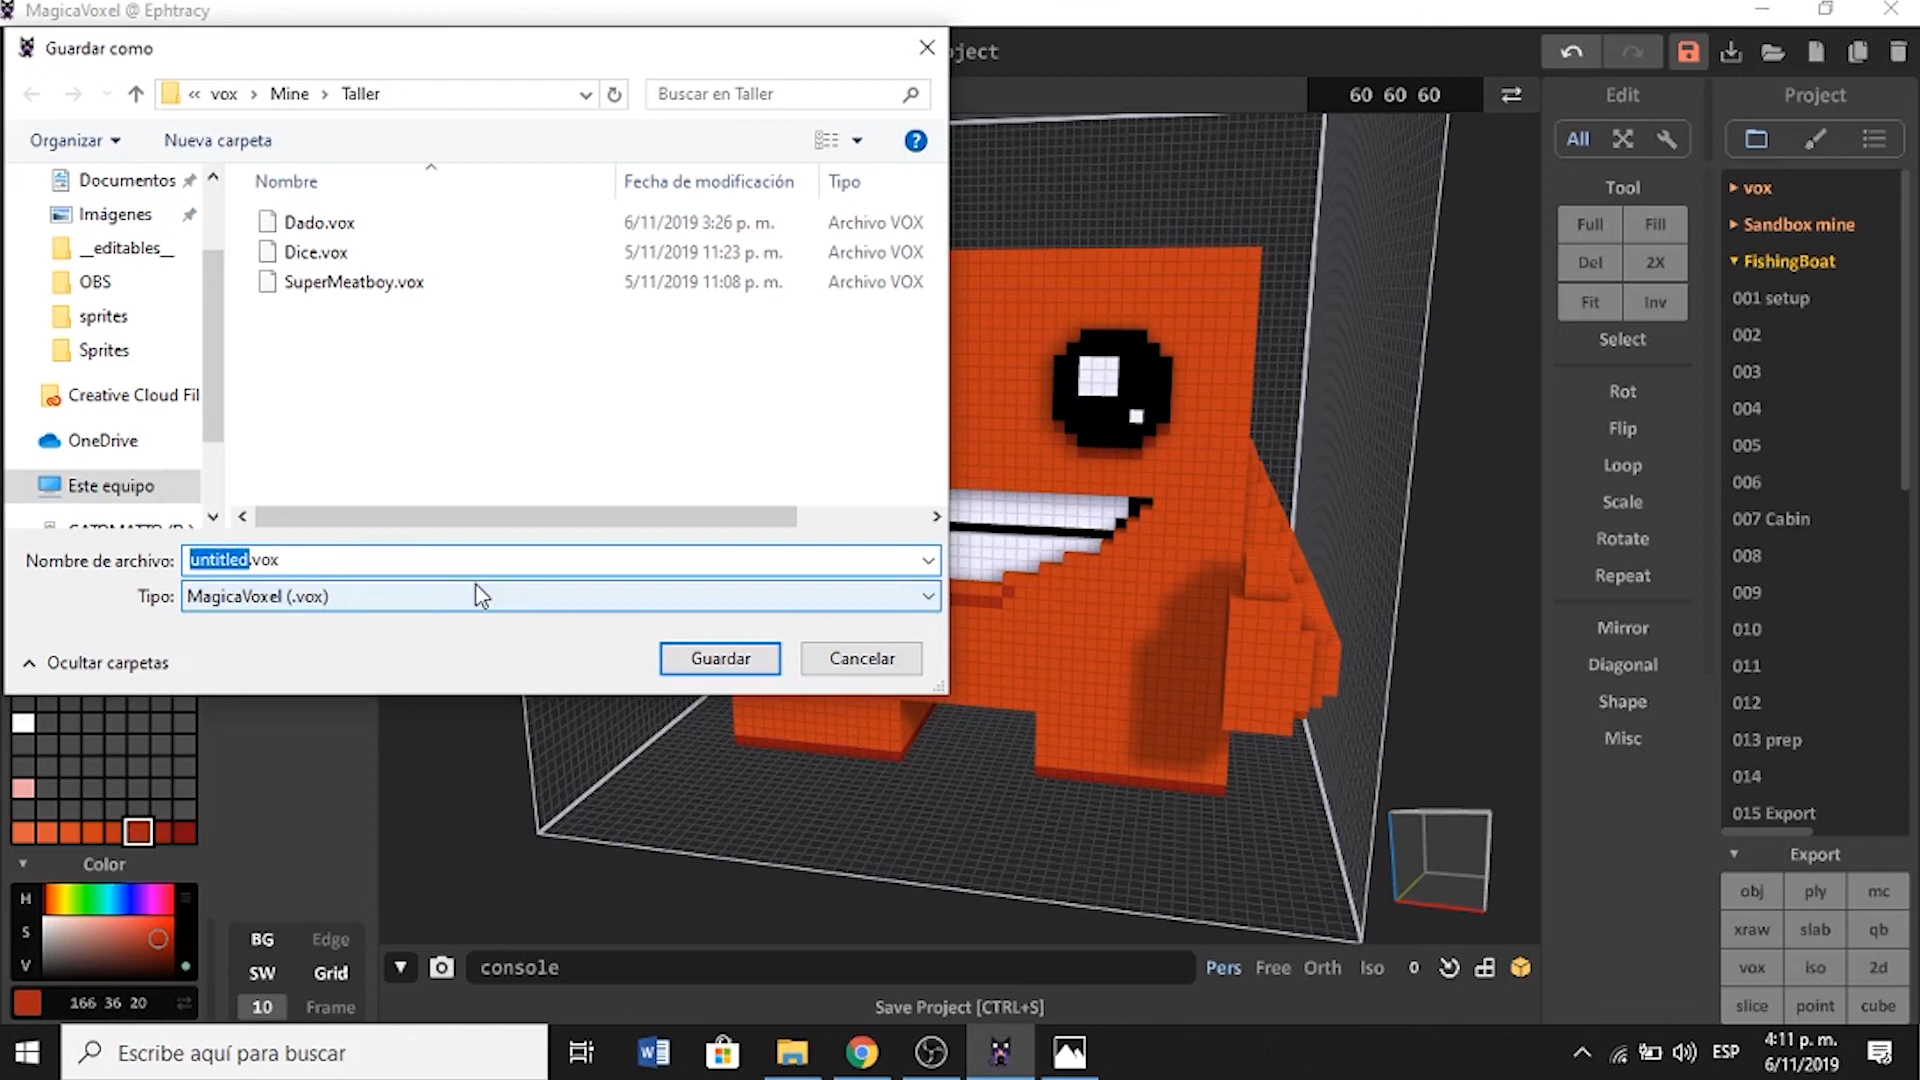 MagicaVoxel @ Ephtracy
Guardar como
ject
« vox › Mine › Taller
Buscar en Taller
60 60 60
Edit
Project
Organizar
Nueva carpeta
All
Nombre
Fecha de modificación
Tipo
Documentos
Imágenes
__editables__
OBS
sprites
Sprites
Creative Cloud Fil
OneDrive
Este equipo
Dado.vox 6/11/2019 3:26 p. m. Archivo VOX
Dice.vox 5/11/2019 11:23 p. m. Archivo VOX
SuperMeatboy.vox 5/11/2019 11:08 p. m. Archivo VOX
Nombre de archivo: untitled.vox
Tipo: MagicaVoxel (.vox)
Ocultar carpetas
Guardar
Cancelar
Tool
Full Fill
Del 2X
Fit Inv
Select
Rot
Flip
Loop
Scale
Rotate
Repeat
Mirror
Diagonal
Shape
Misc
vox
Sandbox mine
FishingBoat
001 setup
002
003
004
005
006
007 Cabin
008
009
010
011
012
013 prep
014
015 Export
Export
obj ply mc
xraw slab qb
vox iso 2d
slice point cube
Color
H
S
V
166 36 20
BG Edge
SW Grid
10 Frame
console
Pers Free Orth Iso 0
Save Project [CTRL+S]
Escribe aquí para buscar
ESP
4:11 p. m.
6/11/2019